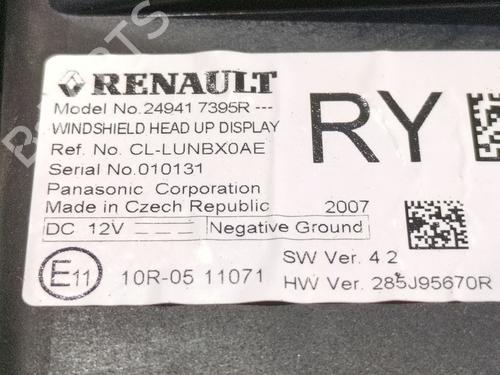 RENAULT
Model No. 24941 7395R ---
WINDSHIELD HEAD UP DISPLAY
Ref. No. CL-LUNBX0AE
Serial No. 010131
Panasonic Corporation
Made in Czech Republic 2007
DC 12V Negative Ground
E11 10R-05 11071
RY
SW Ver. 4 2
HW Ver. 285J95670R